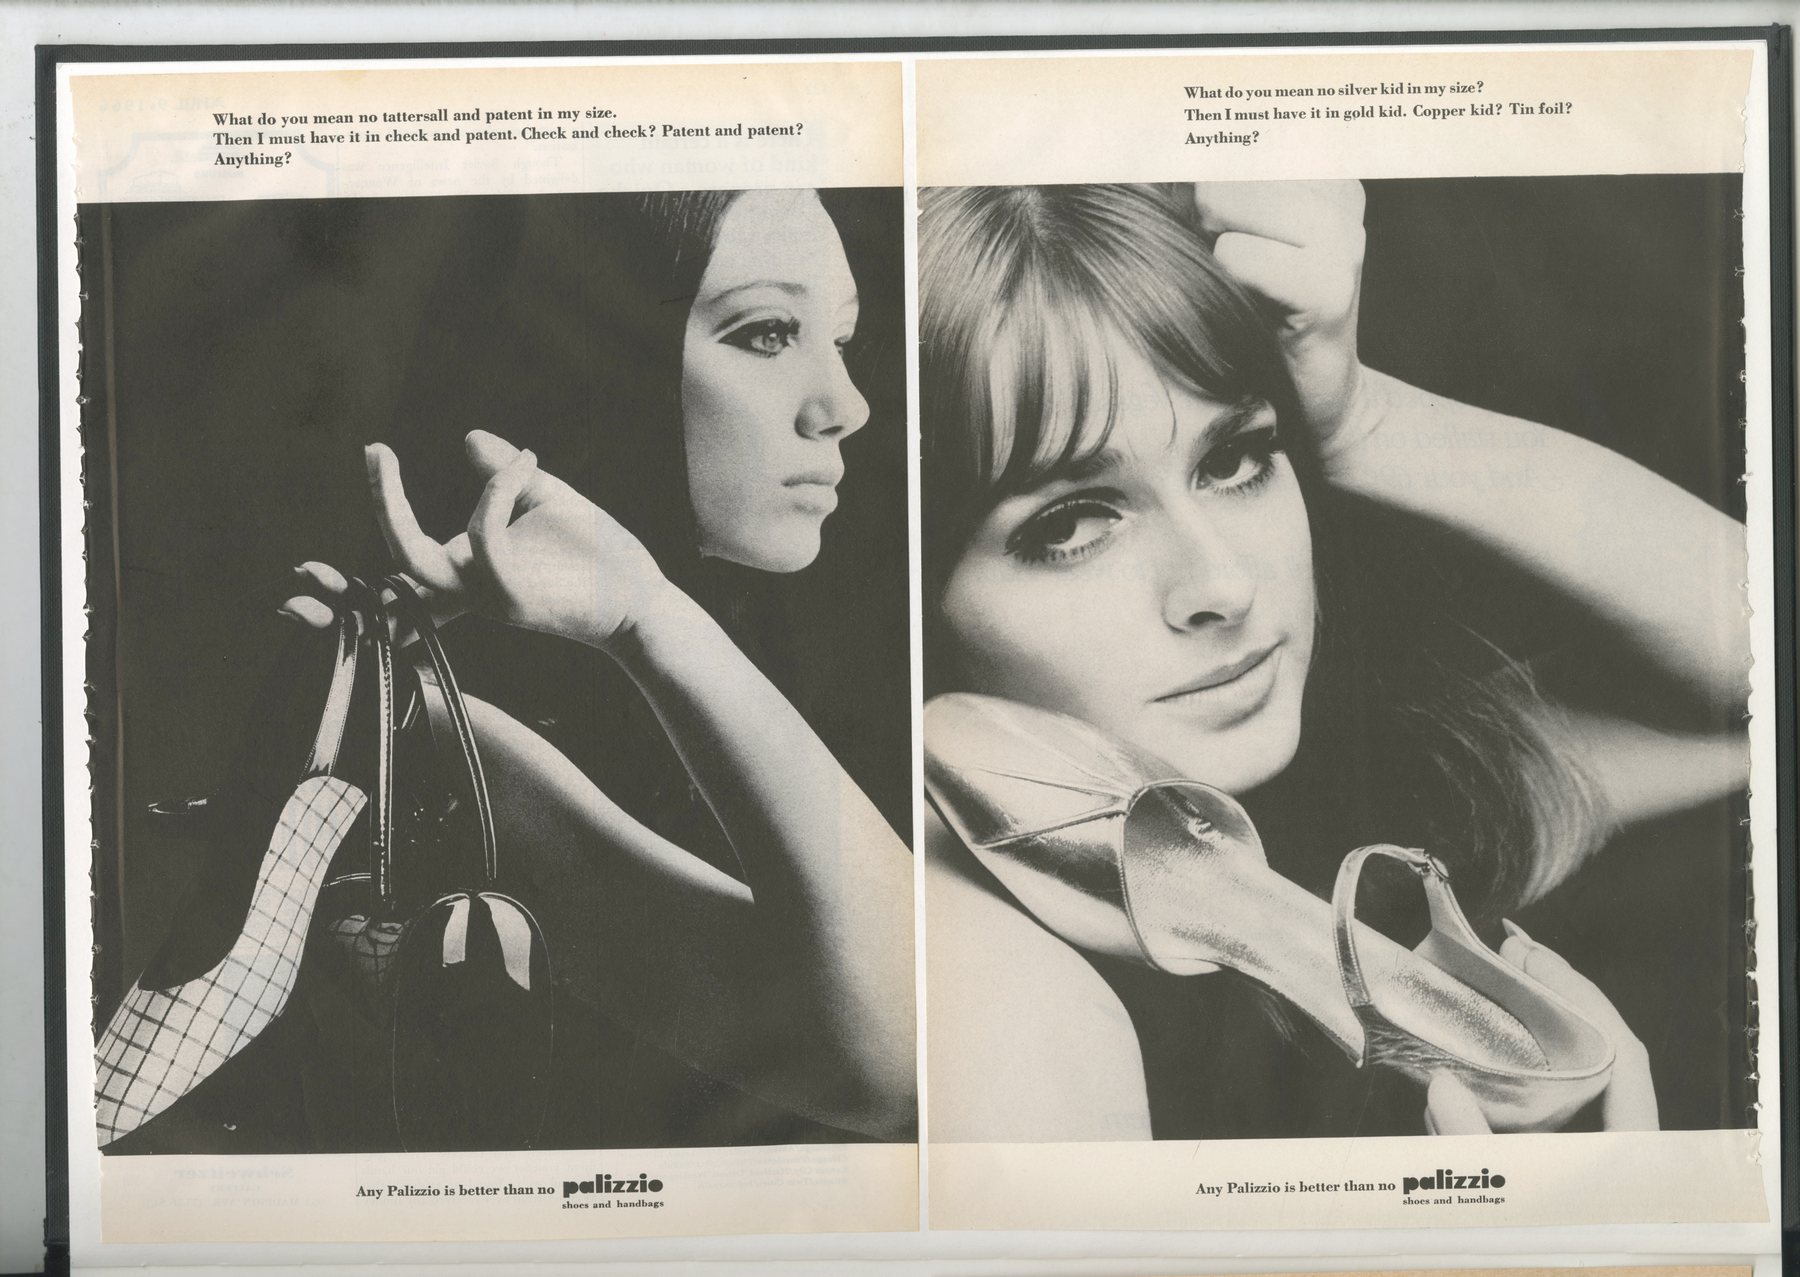 What do you mean no tattersall and patent in my size.
Then I must have it in check and patent. Check and check? Patent and patent?
Anything?
Any Palizzio is better than no palizzio
shoes and handbags
What do you mean no silver kid in my size?
Then I must have it in gold kid. Copper kid? Tin foil?
Anything?
Any Palizzio is better than no palizzio
shoes and handbags